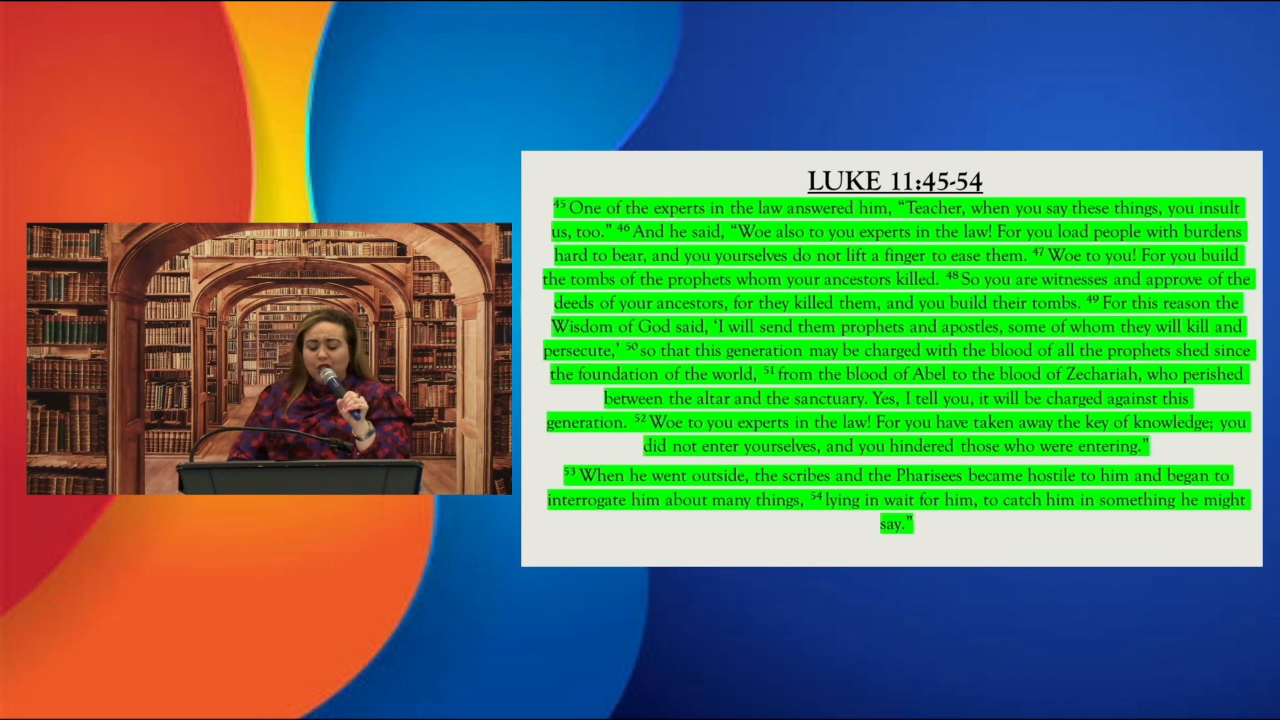 LUKE 11:45-54
⁴⁵ One of the experts in the law answered him, “Teacher, when you say these things, you insult
us, too.” ⁴⁶ And he said, “Woe also to you experts in the law! For you load people with burdens
hard to bear, and you yourselves do not lift a finger to ease them. ⁴⁷ Woe to you! For you build
the tombs of the prophets whom your ancestors killed. ⁴⁸ So you are witnesses and approve of the
deeds of your ancestors, for they killed them, and you build their tombs. ⁴⁹ For this reason the
Wisdom of God said, ‘I will send them prophets and apostles, some of whom they will kill and
persecute,’ ⁵⁰ so that this generation may be charged with the blood of all the prophets shed since
the foundation of the world, ⁵¹ from the blood of Abel to the blood of Zechariah, who perished
between the altar and the sanctuary. Yes, I tell you, it will be charged against this
generation. ⁵² Woe to you experts in the law! For you have taken away the key of knowledge; you
did not enter yourselves, and you hindered those who were entering.”
⁵³ When he went outside, the scribes and the Pharisees became hostile to him and began to
interrogate him about many things, ⁵⁴ lying in wait for him, to catch him in something he might
say.”